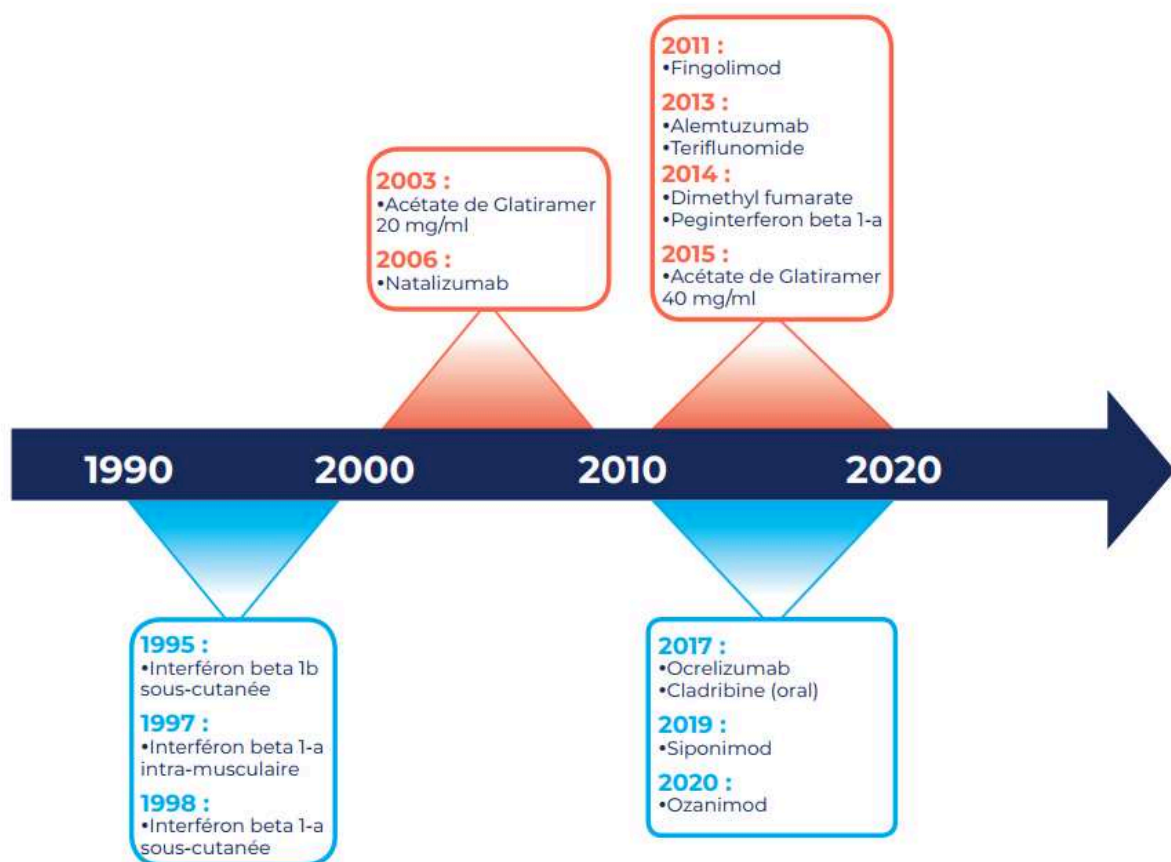 2011 :
•Fingolimod
2013 :
•Alemtuzumab
•Teriflunomide
2014 :
•Dimethyl fumarate
•Peginterferon beta 1-a
2015 :
•Acétate de Glatiramer
40 mg/ml
2003 :
•Acétate de Glatiramer
20 mg/ml
2006 :
•Natalizumab
1990 2000 2010 2020
1995 :
•Interféron beta 1b
sous-cutanée
1997 :
•Interféron beta 1-a
intra-musculaire
1998 :
•Interféron beta 1-a
sous-cutanée
2017 :
•Ocrelizumab
•Cladribine (oral)
2019 :
•Siponimod
2020 :
•Ozanimod